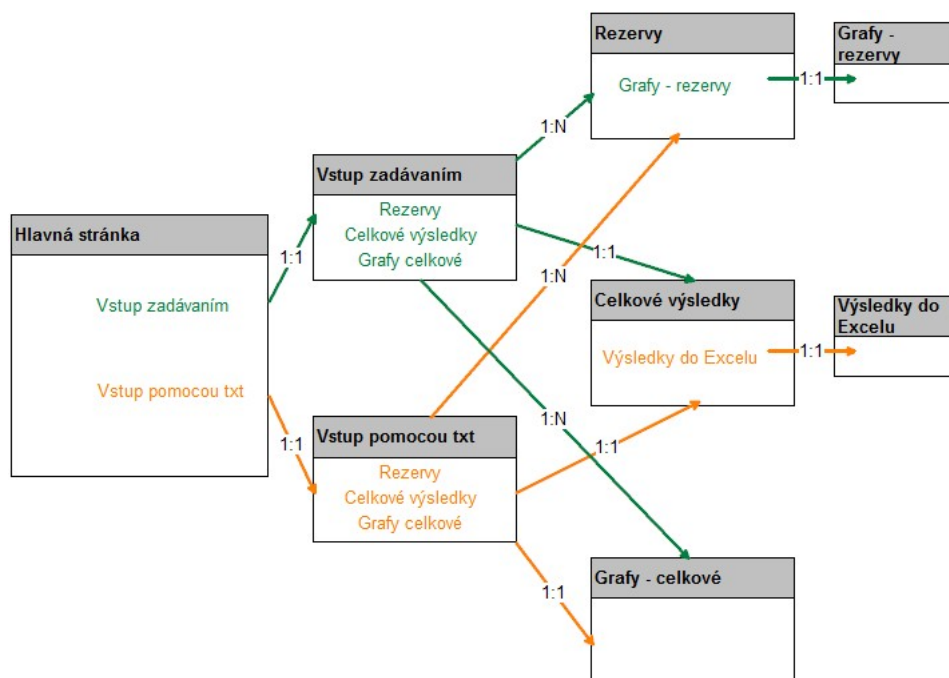 Hlavná stránka
Vstup zadávaním
Vstup pomocou txt
1:1
1:1
Vstup zadávaním
Rezervy
Celkové výsledky
Grafy celkové
Vstup pomocou txt
Rezervy
Celkové výsledky
Grafy celkové
1:N
1:1
1:N
1:N
1:1
1:1
Rezervy
Grafy - rezervy
1:1
Grafy -
rezervy
Celkové výsledky
Výsledky do Excelu
1:1
Výsledky do
Excelu
Grafy - celkové